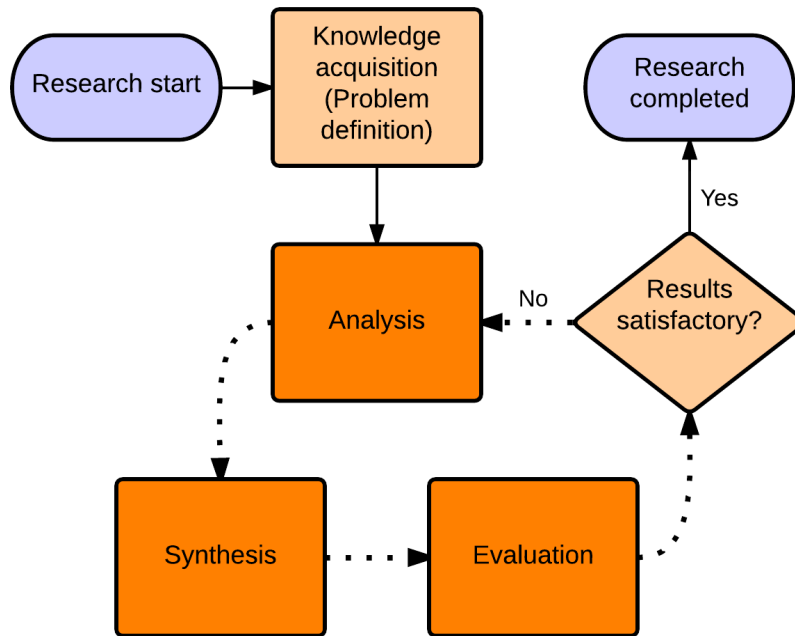 Research start
Knowledge
acquisition
(Problem
definition)
Research
completed
Yes
Analysis
No
Results
satisfactory?
Synthesis
Evaluation